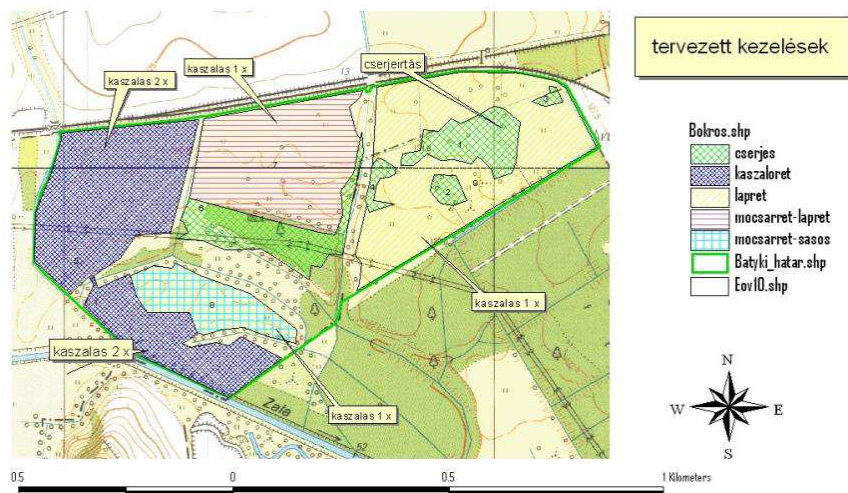 tervezett kezelések
kaszalas 2 x
kaszalas 1 x
cserjeirtás
kaszalas 1 x
kaszalas 2 x
kaszalas 1 x
Zala
Bokros.shp
cserjes
kaszaloret
lapret
mocsarret-lapret
mocsarret-sasos
Batyki_hatar.shp
Eov10.shp
N
W
E
S
0.5
0
0.5
1 Kilometers